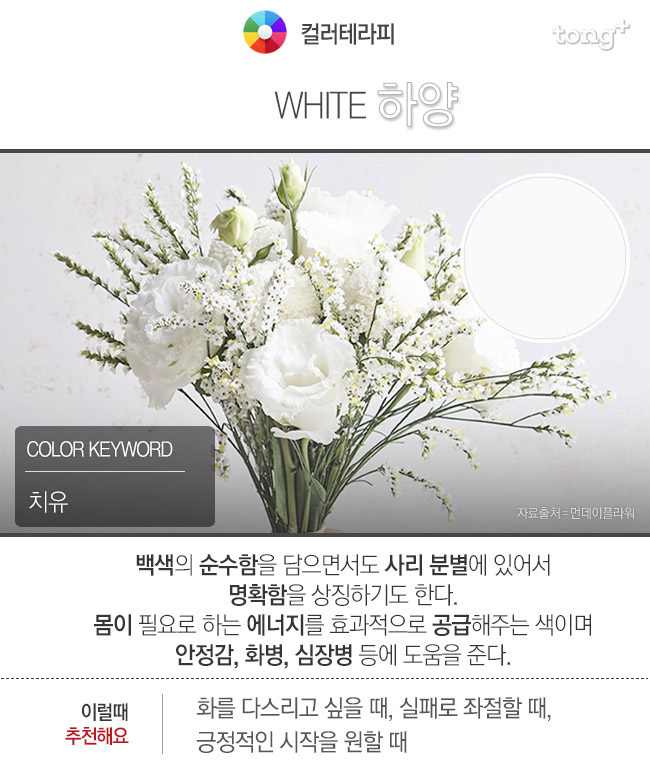 컬러테라피
tong+
WHITE 하양
COLOR KEYWORD
치유
자료출처=먼데이플라워
백색의 순수함을 담으면서도 사리 분별에 있어서
명확함을 상징하기도 한다.
몸이 필요로 하는 에너지를 효과적으로 공급해주는 색이며
안정감, 화병, 심장병 등에 도움을 준다.
이럴때
추천해요
화를 다스리고 싶을 때, 실패로 좌절할 때,
긍정적인 시작을 원할 때